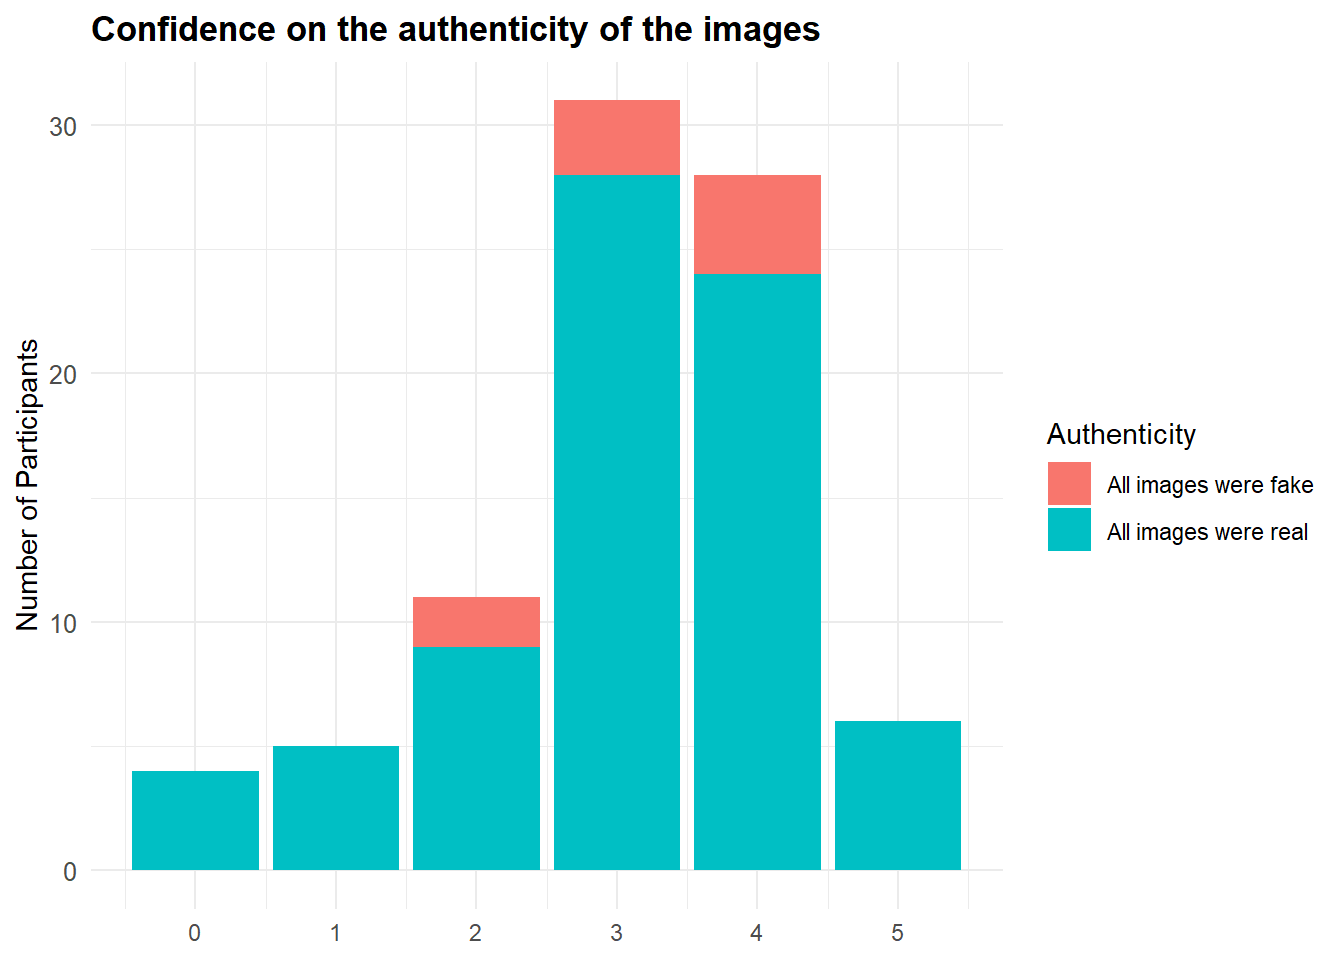 Confidence on the authenticity of the images
Number of Participants
30
20
10
0
0 1 2 3 4 5
Authenticity
All images were fake
All images were real